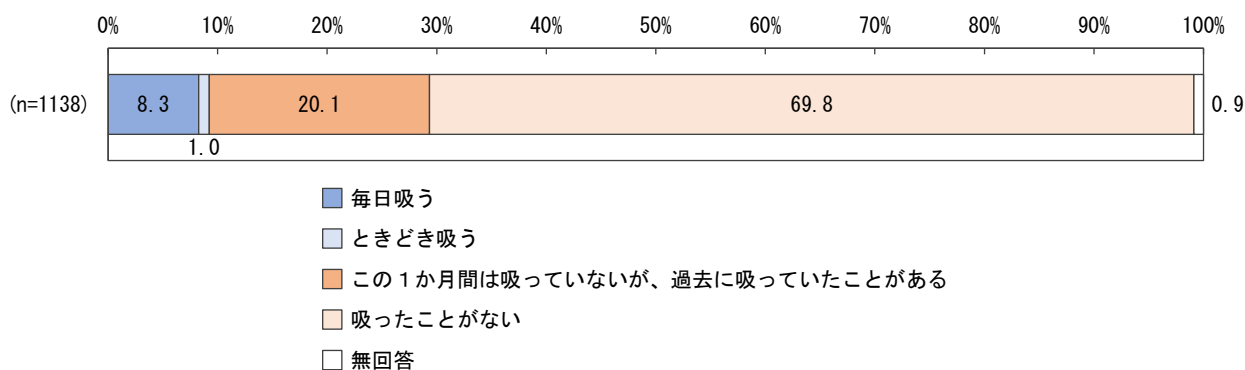 0% 10% 20% 30% 40% 50% 60% 70% 80% 90% 100%
(n=1138) 8.3 20.1 69.8 0.9
1.0
毎日吸う
ときどき吸う
この１か月間は吸っていないが、過去に吸っていたことがある
吸ったことがない
無回答